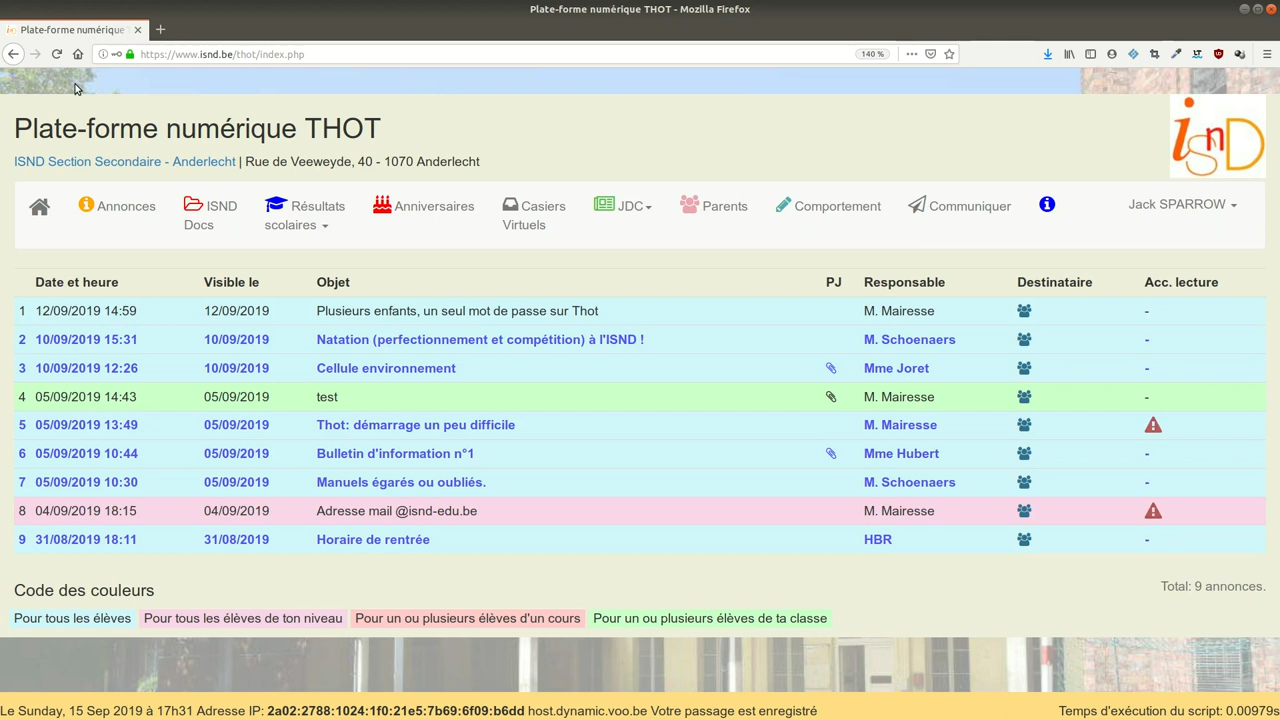 Plate-forme numérique THOT - Mozilla Firefox
Plate-forme numérique
https://www.isnd.be/thot/index.php 140 %
Plate-forme numérique THOT
isnD
ISND Section Secondaire - Anderlecht | Rue de Veeweyde, 40 - 1070 Anderlecht
Annonces ISND Docs Résultats scolaires Anniversaires Casiers Virtuels JDC Parents Comportement Communiquer Jack SPARROW
Date et heure Visible le Objet PJ Responsable Destinataire Acc. lecture
1 12/09/2019 14:59 12/09/2019 Plusieurs enfants, un seul mot de passe sur Thot M. Mairesse -
2 10/09/2019 15:31 10/09/2019 Natation (perfectionnement et compétition) à l'ISND ! M. Schoenaers -
3 10/09/2019 12:26 10/09/2019 Cellule environnement Mme Joret -
4 05/09/2019 14:43 05/09/2019 test M. Mairesse -
5 05/09/2019 13:49 05/09/2019 Thot: démarrage un peu difficile M. Mairesse
6 05/09/2019 10:44 05/09/2019 Bulletin d'information n°1 Mme Hubert -
7 05/09/2019 10:30 05/09/2019 Manuels égarés ou oubliés. M. Schoenaers -
8 04/09/2019 18:15 04/09/2019 Adresse mail @isnd-edu.be M. Mairesse
9 31/08/2019 18:11 31/08/2019 Horaire de rentrée HBR -
Code des couleurs
Total: 9 annonces.
Pour tous les élèves Pour tous les élèves de ton niveau Pour un ou plusieurs élèves d'un cours Pour un ou plusieurs élèves de ta classe
Le Sunday, 15 Sep 2019 à 17h31 Adresse IP: 2a02:2788:1024:1f0:21e5:7b69:6f09:b6dd host.dynamic.voo.be Votre passage est enregistré Temps d'exécution du script: 0.00979s